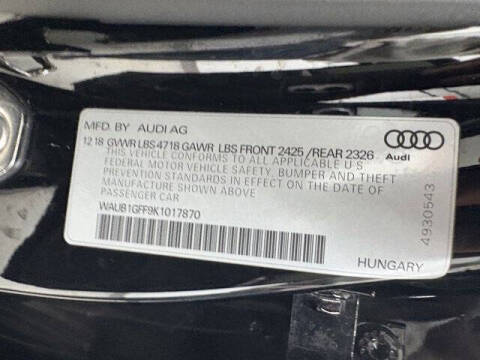 MFD. BY AUDI AG
12 18 GVWR LBS 4718 GAWR LBS FRONT 2425 /REAR 2326
THIS VEHICLE CONFORMS TO ALL APPLICABLE U.S.
FEDERAL MOTOR VEHICLE SAFETY, BUMPER AND THEFT
PREVENTION STANDARDS IN EFFECT ON THE DATE OF
MANUFACTURE SHOWN ABOVE
PASSENGER CAR
WAUB1GFF9K1017870
Audi
4930543
HUNGARY